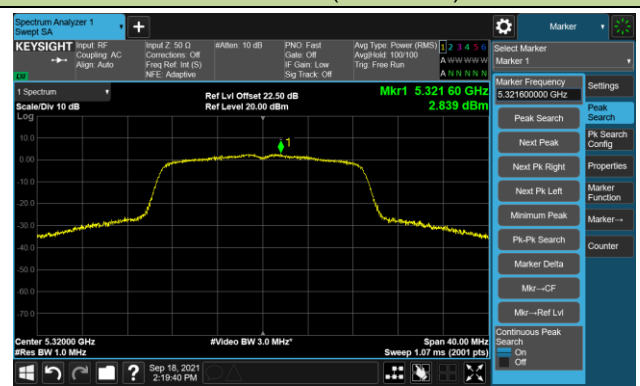 Spectrum Analyzer 1
Swept SA
Marker
KEYSIGHT
Input: RF
Coupling: AC
Align: Auto
Input Z: 50 Ω
Corrections: Off
Freq Ref: Int (S)
NFE: Adaptive
#Atten: 10 dB
PNO: Fast
Gate: Off
IF Gain: Low
Sig Track: Off
Avg Type: Power (RMS)
Avg|Hold: 100/100
Trig: Free Run
1 2 3 4 5 6
A W W W W W
A N N N N N
LXI
Select Marker
Marker 1
1 Spectrum
Scale/Div 10 dB
Log
Ref Lvl Offset 22.50 dB
Ref Level 20.00 dBm
Mkr1 5.321 60 GHz
2.839 dBm
1
10.0
0.00
-10.0
-20.0
-30.0
-40.0
-50.0
-60.0
-70.0
Center 5.32000 GHz
#Res BW 1.0 MHz
#Video BW 3.0 MHz*
Span 40.00 MHz
Sweep 1.07 ms (2001 pts)
Marker Frequency
5.321600000 GHz
Peak Search
Next Peak
Next Pk Right
Next Pk Left
Minimum Peak
Pk-Pk Search
Marker Delta
Mkr→CF
Mkr→Ref Lvl
Continuous Peak
Search
On
Off
Settings
Peak
Search
Pk Search
Config
Properties
Marker
Function
Marker→
Counter
Sep 18, 2021
2:19:40 PM